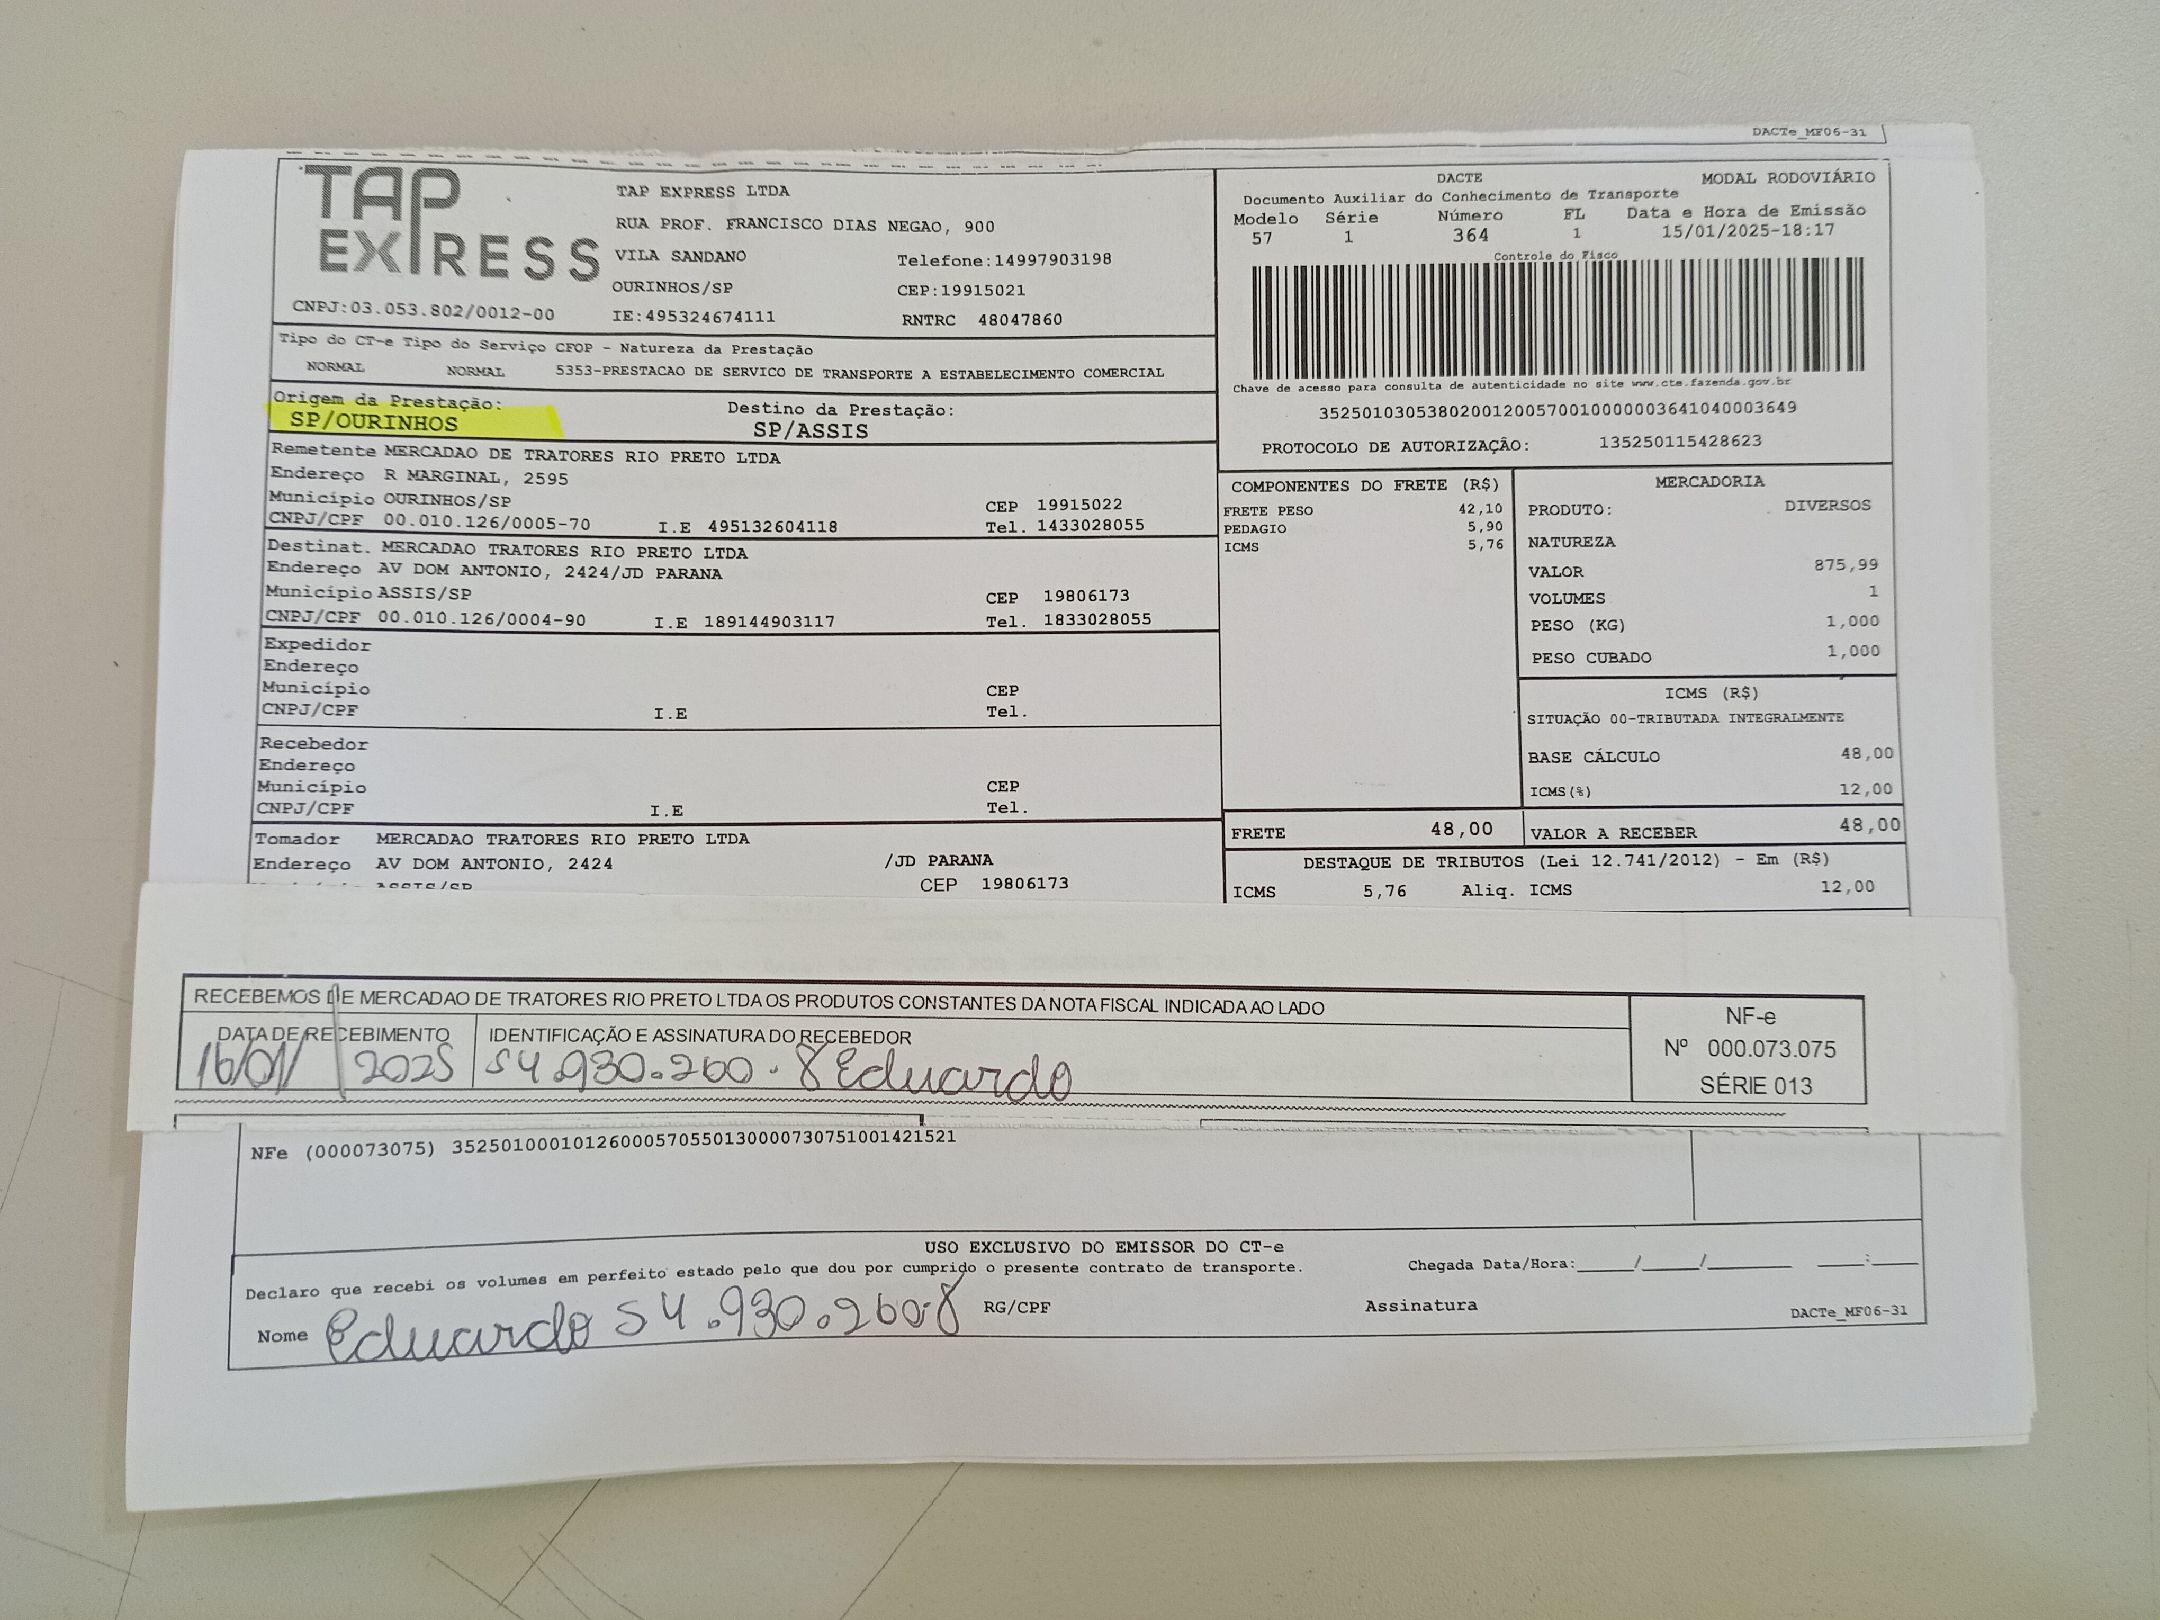 DACTe_MF06-31
TAP
EXPRESS
TAP EXPRESS LTDA
RUA PROF. FRANCISCO DIAS NEGAO, 900
VILA SANDANO
Telefone:14997903198
OURINHOS/SP
CEP:19915021
CNPJ:03.053.802/0012-00
IE:495324674111
RNTRC 48047860
DACTE
MODAL RODOVIÁRIO
Documento Auxiliar do Conhecimento de Transporte
Modelo Série Número FL Data e Hora de Emissão
57 1 364 1 15/01/2025-18:17
Controle do Fisco
Chave de acesso para consulta de autenticidade no site www.cte.fazenda.gov.br
35250103053802001200570010000003641040003649
PROTOCOLO DE AUTORIZAÇÃO: 135250115428623
Tipo do CT-e Tipo do Serviço CFOP - Natureza da Prestação
NORMAL NORMAL 5353-PRESTACAO DE SERVICO DE TRANSPORTE A ESTABELECIMENTO COMERCIAL
Origem da Prestação: Destino da Prestação:
SP/OURINHOS SP/ASSIS
Remetente MERCADAO DE TRATORES RIO PRETO LTDA
Endereço R MARGINAL, 2595
Município OURINHOS/SP CEP 19915022
CNPJ/CPF 00.010.126/0005-70 I.E 495132604118 Tel. 1433028055
Destinat. MERCADAO TRATORES RIO PRETO LTDA
Endereço AV DOM ANTONIO, 2424/JD PARANA
Município ASSIS/SP CEP 19806173
CNPJ/CPF 00.010.126/0004-90 I.E 189144903117 Tel. 1833028055
Expedidor
Endereço
Município CEP
CNPJ/CPF I.E Tel.
Recebedor
Endereço
Município CEP
CNPJ/CPF I.E Tel.
Tomador MERCADAO TRATORES RIO PRETO LTDA
Endereço AV DOM ANTONIO, 2424 /JD PARANA
ASSIS/SP CEP 19806173
COMPONENTES DO FRETE (R$)
FRETE PESO 42,10
PEDAGIO 5,90
ICMS 5,76
MERCADORIA
PRODUTO: DIVERSOS
NATUREZA
VALOR 875,99
VOLUMES 1
PESO (KG) 1,000
PESO CUBADO 1,000
ICMS (R$)
SITUAÇÃO 00-TRIBUTADA INTEGRALMENTE
BASE CÁLCULO 48,00
ICMS(%) 12,00
FRETE 48,00 VALOR A RECEBER 48,00
DESTAQUE DE TRIBUTOS (Lei 12.741/2012) - Em (R$)
ICMS 5,76 Aliq. ICMS 12,00
RECEBEMOS DE MERCADAO DE TRATORES RIO PRETO LTDA OS PRODUTOS CONSTANTES DA NOTA FISCAL INDICADA AO LADO
DATA DE RECEBIMENTO IDENTIFICAÇÃO E ASSINATURA DO RECEBEDOR
16/01/2025 54.930.260.8 Eduardo
NF-e
Nº 000.073.075
SÉRIE 013
NFe (000073075) 35250100010126000570550130000730751001421521
USO EXCLUSIVO DO EMISSOR DO CT-e
Declaro que recebi os volumes em perfeito estado pelo que dou por cumprido o presente contrato de transporte.
Chegada Data/Hora:_____/_____/_______ ____:____
Nome Eduardo 54.930.260.8 RG/CPF Assinatura
DACTe_MF06-31